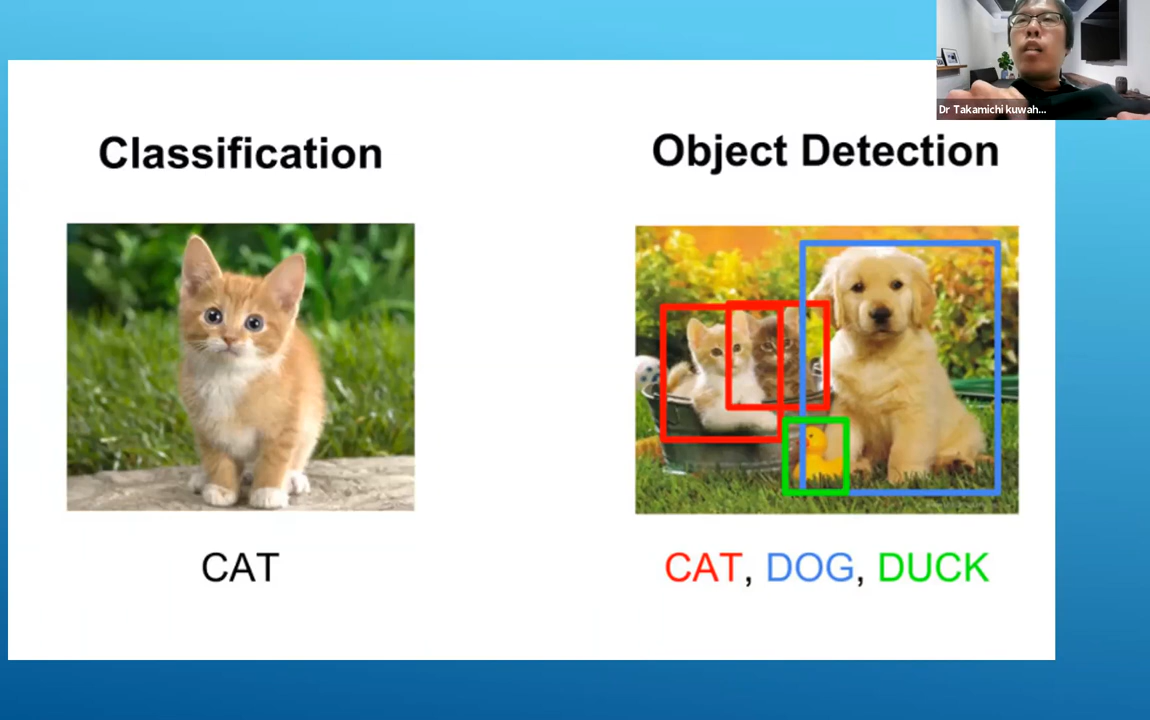 Dr Takamichi kuwah...
Classification
Object Detection
CAT
CAT, DOG, DUCK